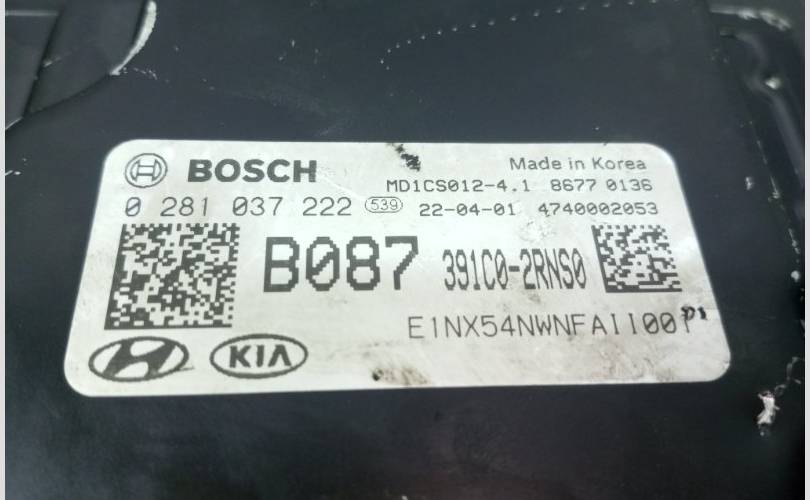 BOSCH Made in Korea
MD1CS012-4.1 8677 0136
0 281 037 222 539 22-04-01 4740002053
B087 391C0-2RNS0
KIA